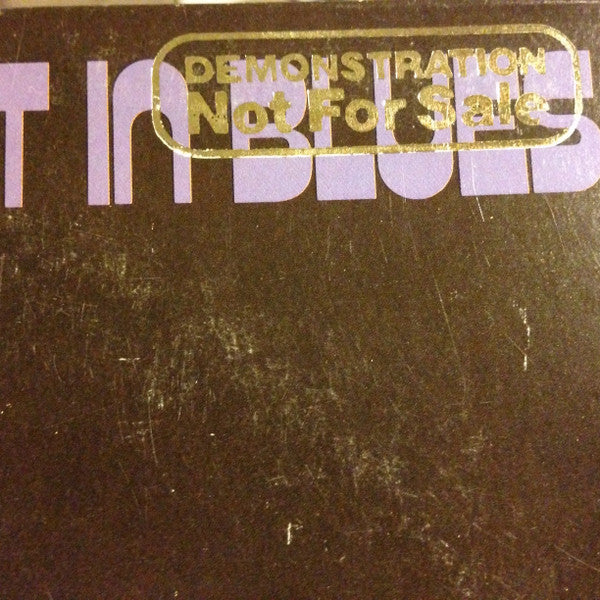 T IN BLUES
DEMONSTRATION
Not For Sale